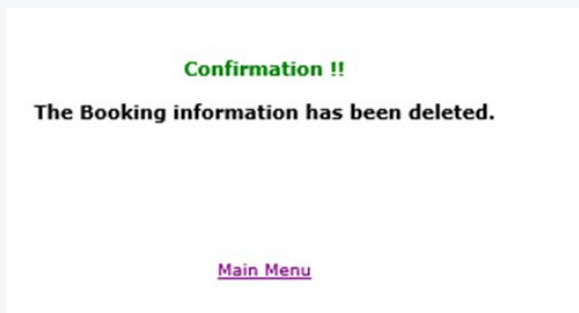 Confirmation !!
The Booking information has been deleted.
Main Menu